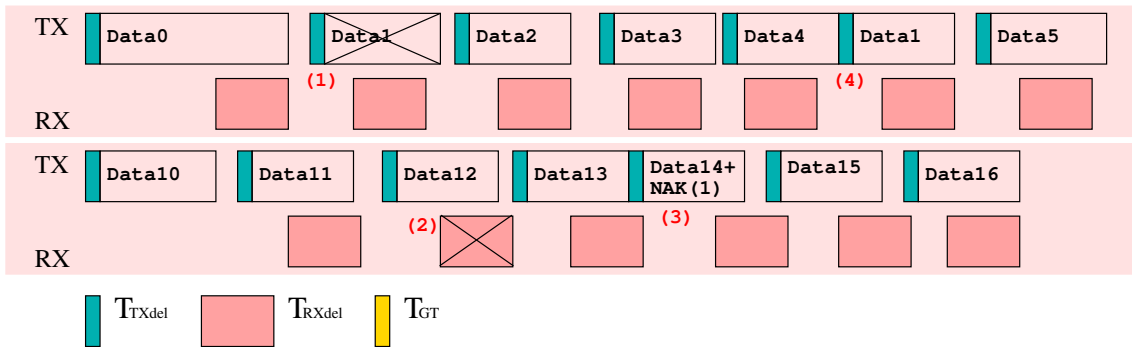 TX Data0 Data1 Data2 Data3 Data4 Data1 Data5
(1) (4)
RX
TX Data10 Data11 Data12 Data13 Data14+ Data15 Data16
NAK(1)
(2) (3)
RX
TTXdel TRXdel TGT